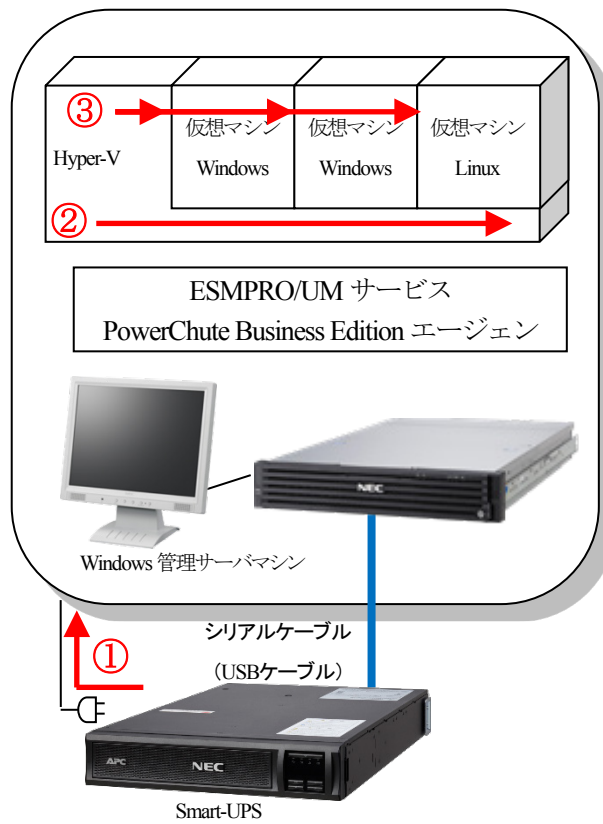 ③
仮想マシン
仮想マシン
仮想マシン
Hyper-V
Windows
Windows
Linux
②
ESMPRO/UM サービス
PowerChute Business Edition エージェン
NEC
Windows 管理サーバマシン
①
シリアルケーブル
（USBケーブル）
APC
NEC
Smart-UPS